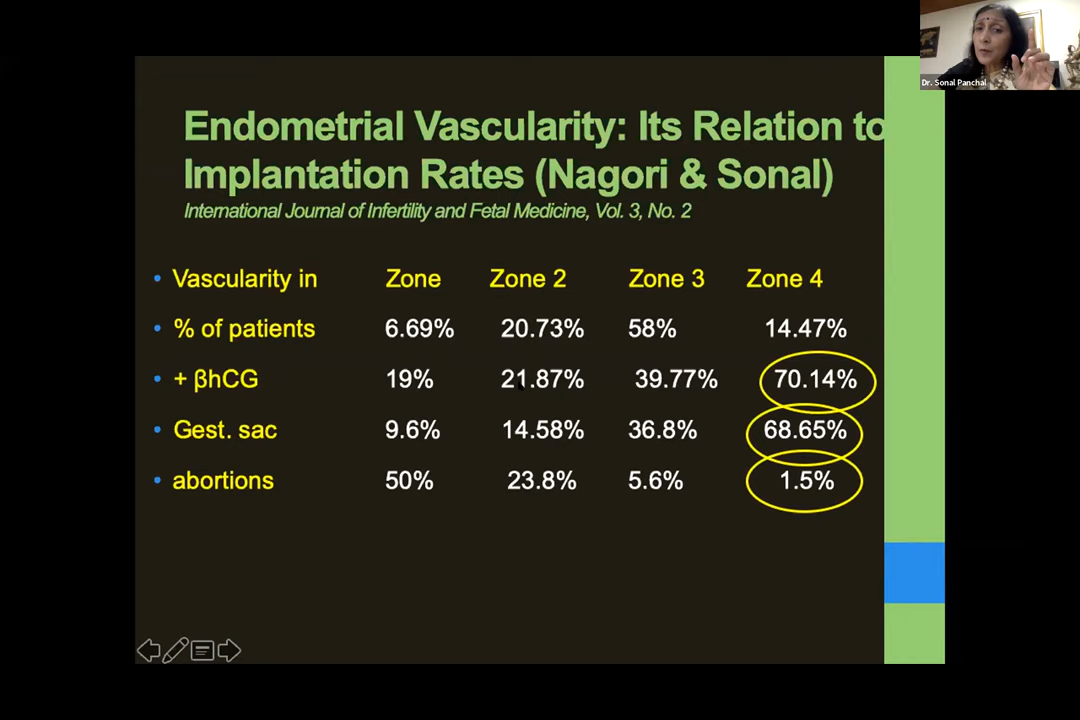 Dr. Sonal Panchal
Endometrial Vascularity: Its Relation to
Implantation Rates (Nagori & Sonal)
International Journal of Infertility and Fetal Medicine, Vol. 3, No. 2
• Vascularity in Zone Zone 2 Zone 3 Zone 4
• % of patients 6.69% 20.73% 58% 14.47%
• + βhCG 19% 21.87% 39.77% 70.14%
• Gest. sac 9.6% 14.58% 36.8% 68.65%
• abortions 50% 23.8% 5.6% 1.5%